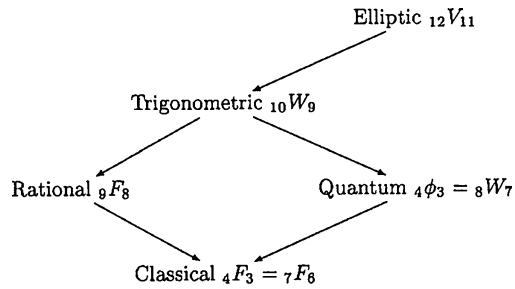 Elliptic ₁₂V₁₁
Trigonometric ₁₀W₉
Rational ₉F₈ Quantum ₄ϕ₃ = ₈W₇
Classical ₄F₃ = ₇F₆